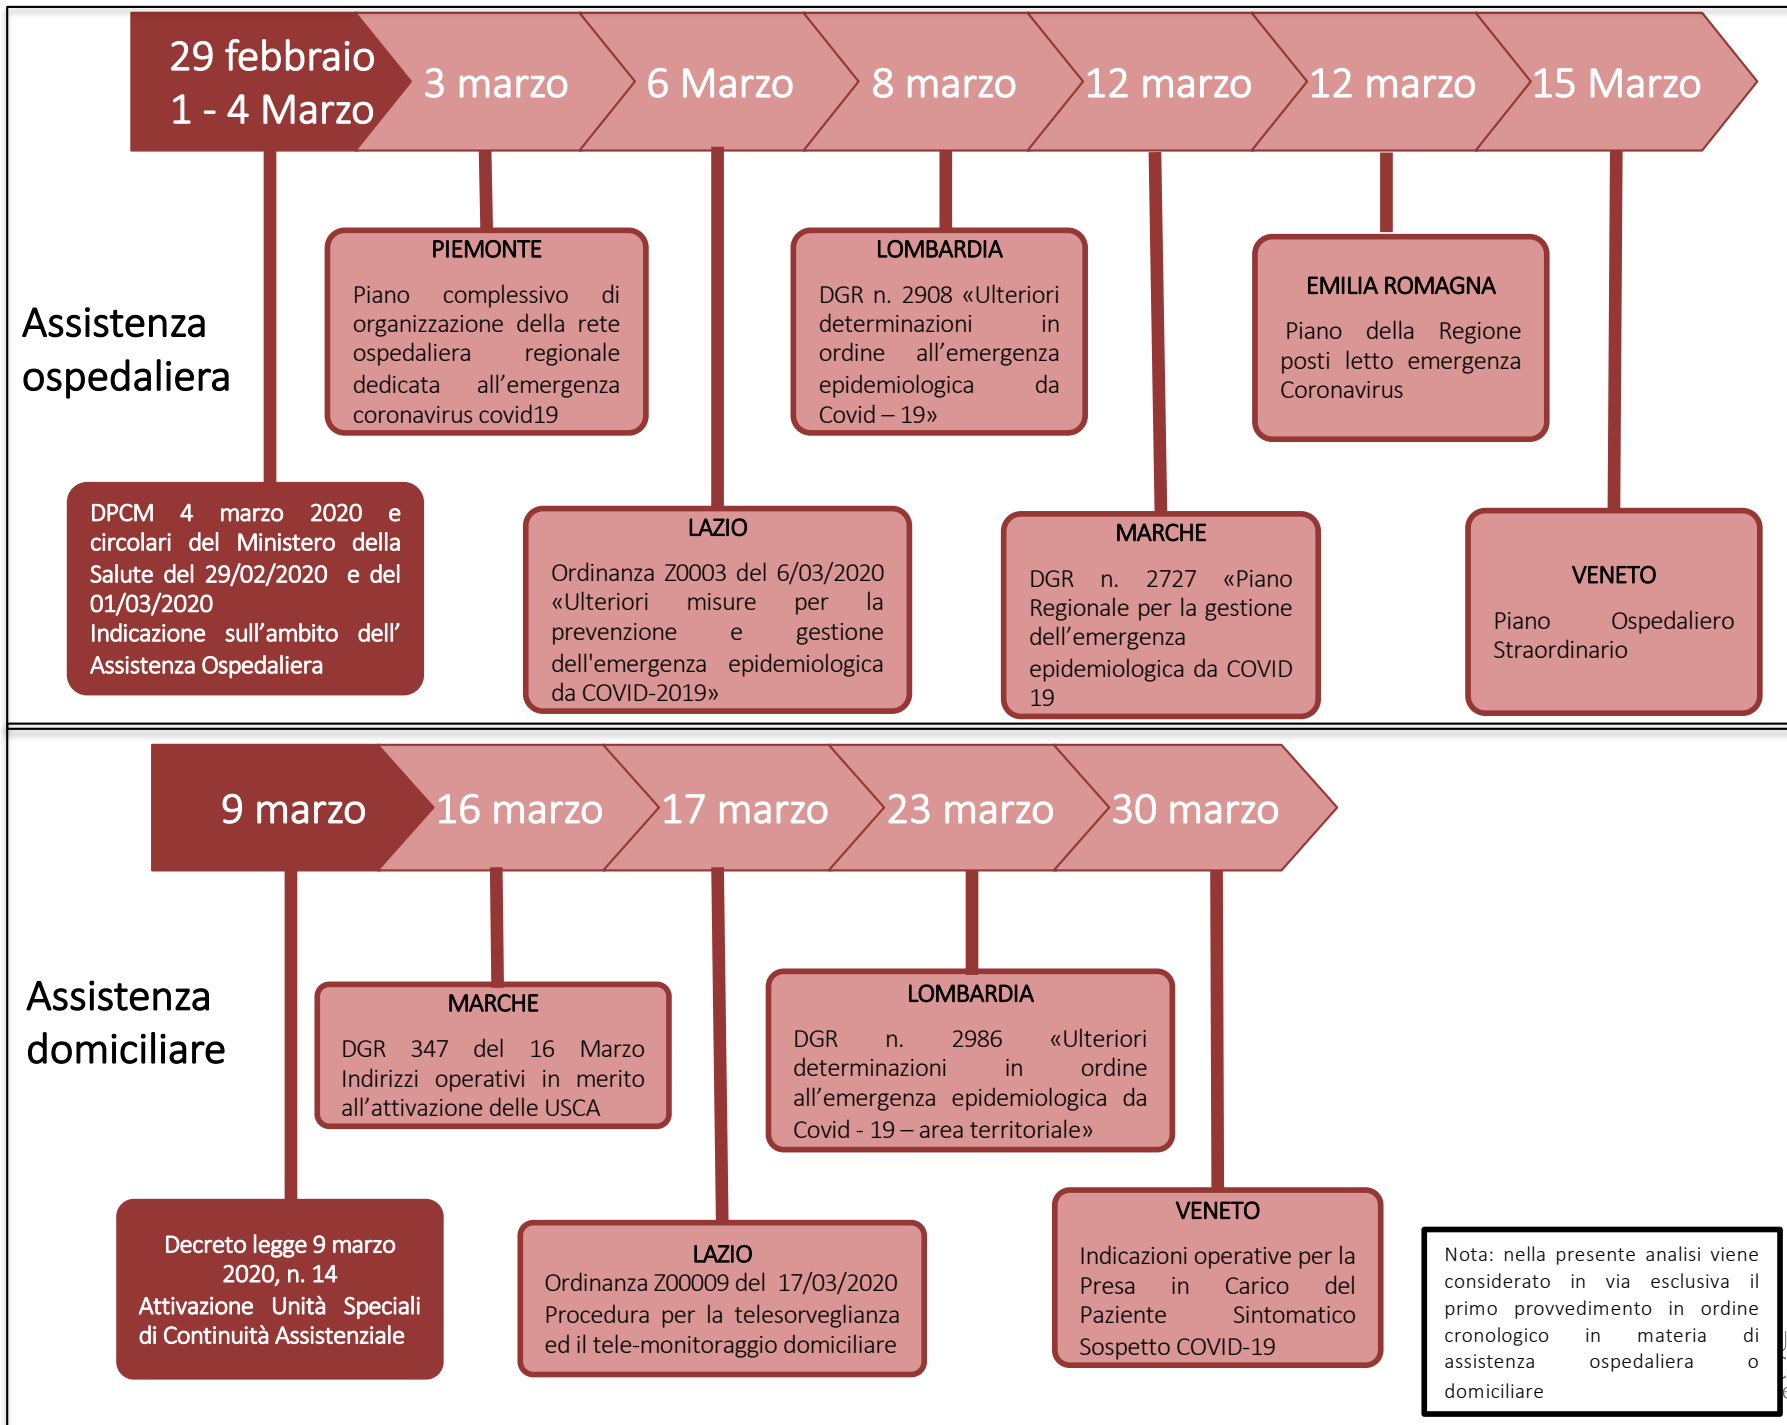 29 febbraio
1 - 4 Marzo
3 marzo
6 Marzo
8 marzo
12 marzo
12 marzo
15 Marzo
Assistenza
ospedaliera
PIEMONTE
Piano complessivo di
organizzazione della rete
ospedaliera regionale
dedicata all’emergenza
coronavirus covid19
LOMBARDIA
DGR n. 2908 «Ulteriori
determinazioni in
ordine all’emergenza
epidemiologica da
Covid – 19»
EMILIA ROMAGNA
Piano della Regione
posti letto emergenza
Coronavirus
DPCM 4 marzo 2020 e
circolari del Ministero della
Salute del 29/02/2020 e del
01/03/2020
Indicazione sull’ambito dell’
Assistenza Ospedaliera
LAZIO
Ordinanza Z0003 del 6/03/2020
«Ulteriori misure per la
prevenzione e gestione
dell'emergenza epidemiologica
da COVID-2019»
MARCHE
DGR n. 2727 «Piano
Regionale per la gestione
dell’emergenza
epidemiologica da COVID
19
VENETO
Piano Ospedaliero
Straordinario
9 marzo
16 marzo
17 marzo
23 marzo
30 marzo
Assistenza
domiciliare
MARCHE
DGR 347 del 16 Marzo
Indirizzi operativi in merito
all’attivazione delle USCA
LOMBARDIA
DGR n. 2986 «Ulteriori
determinazioni in ordine
all’emergenza epidemiologica da
Covid - 19 – area territoriale»
Decreto legge 9 marzo
2020, n. 14
Attivazione Unità Speciali
di Continuità Assistenziale
LAZIO
Ordinanza Z00009 del 17/03/2020
Procedura per la telesorveglianza
ed il tele-monitoraggio domiciliare
VENETO
Indicazioni operative per la
Presa in Carico del
Paziente Sintomatico
Sospetto COVID-19
Nota: nella presente analisi viene
considerato in via esclusiva il
primo provvedimento in ordine
cronologico in materia di
assistenza ospedaliera o
domiciliare